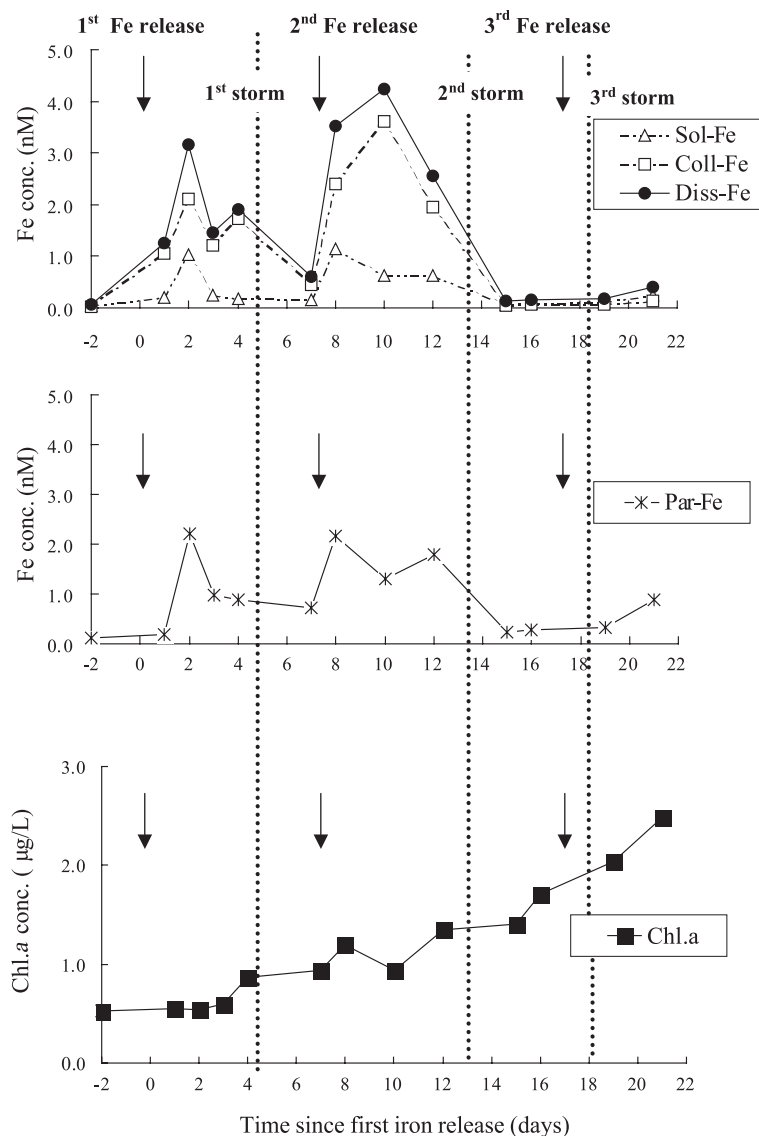 1st Fe release 2nd Fe release 3rd Fe release
1st storm 2nd storm 3rd storm
Fe conc. (nM)
5.0
4.0
3.0
2.0
1.0
0.0
Sol-Fe
Coll-Fe
Diss-Fe
-2 0 2 4 6 8 10 12 14 16 18 20 22
Fe conc. (nM)
5.0
4.0
3.0
2.0
1.0
0.0
Par-Fe
-2 0 2 4 6 8 10 12 14 16 18 20 22
Chl.a conc. ( µg/L)
3.0
2.0
1.0
0.0
Chl.a
-2 0 2 4 6 8 10 12 14 16 18 20 22
Time since first iron release (days)